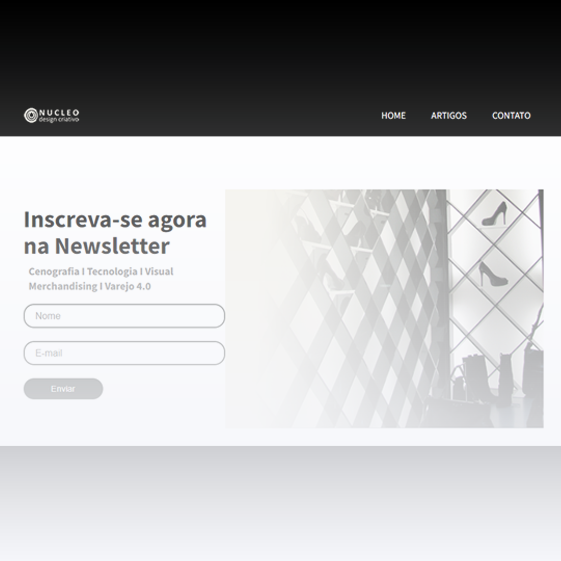 NUCLEO
design criativo
HOME ARTIGOS CONTATO
Inscreva-se agora
na Newsletter
Cenografia I Tecnologia I Visual
Merchandising I Varejo 4.0
Nome
E-mail
Enviar